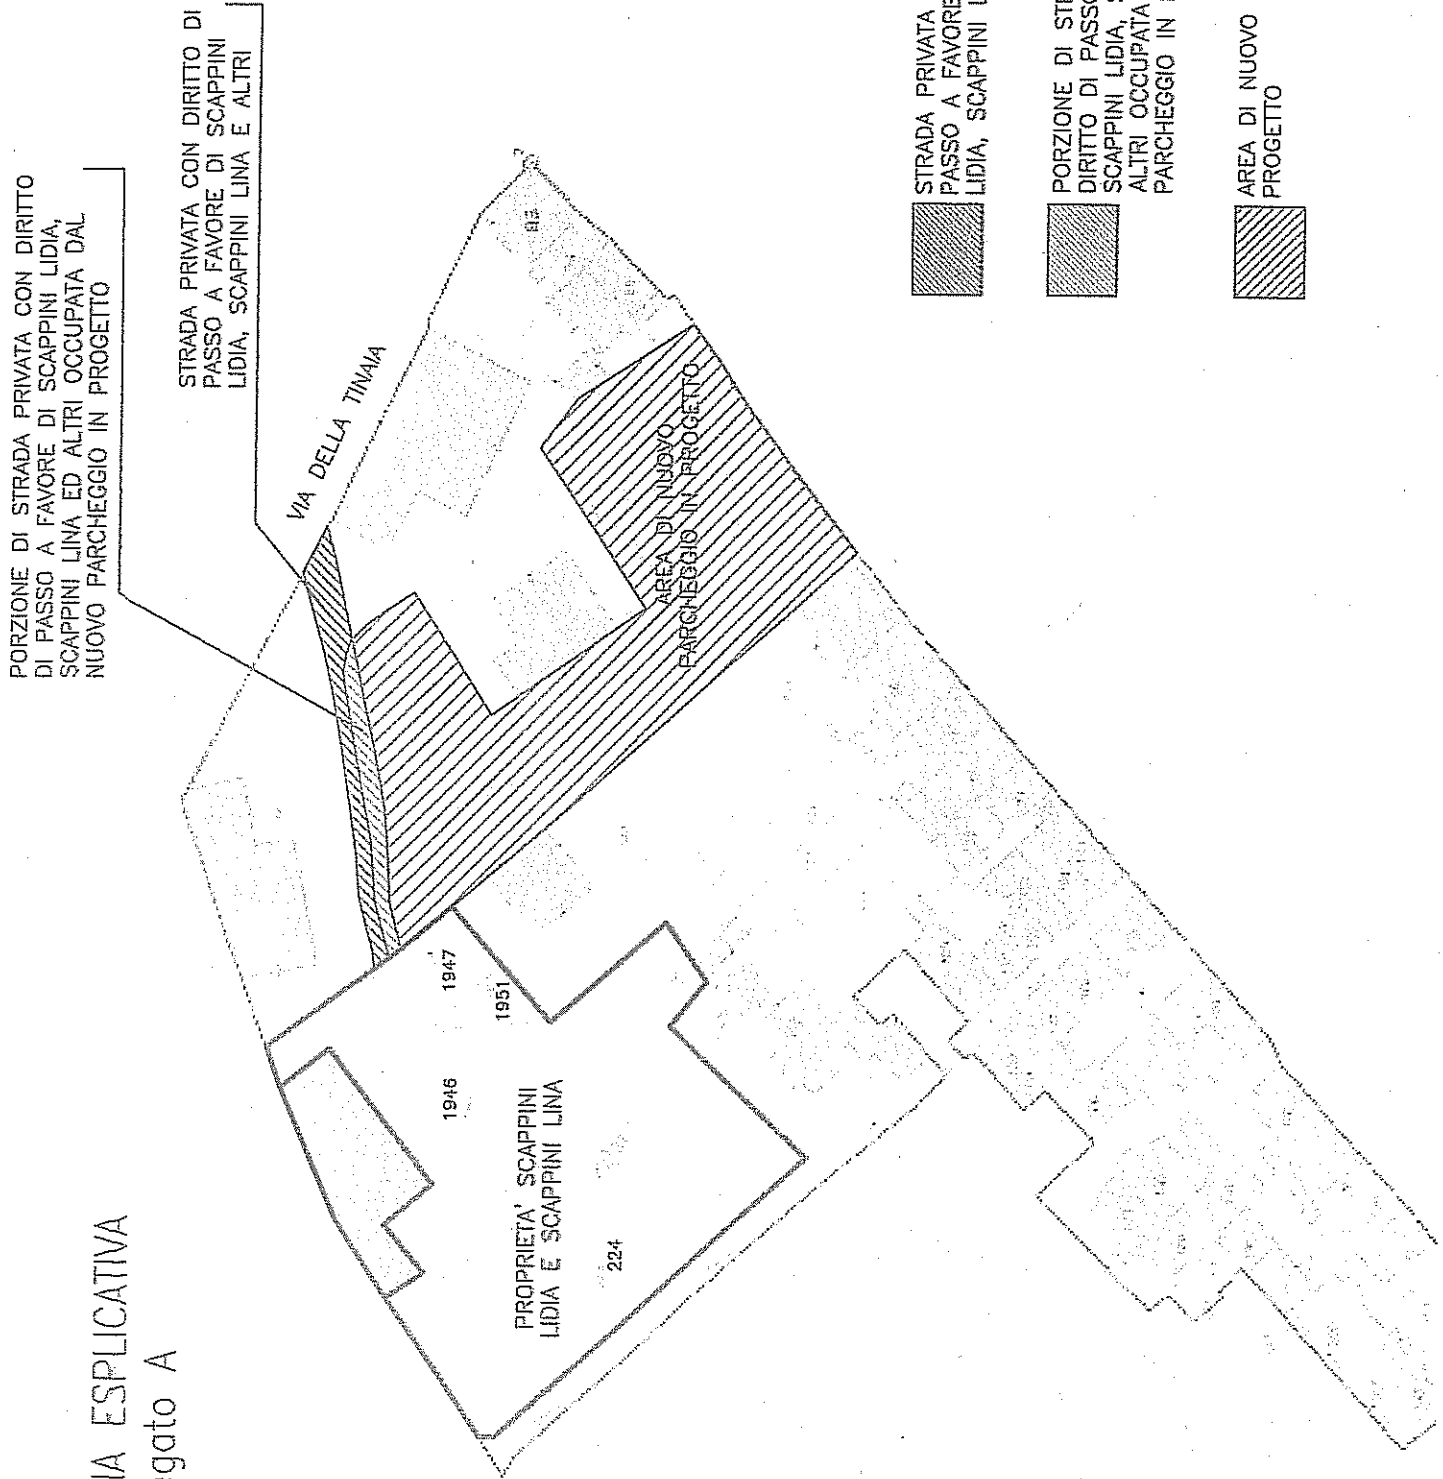 PORZIONE DI STRADA PRIVATA CON DIRITTO
DI PASSO A FAVORE DI SCAPPINI LIDIA,
SCAPPINI LINA ED ALTRI OCCUPATA DAL
NUOVO PARCHEGGIO IN PROGETTO
STRADA PRIVATA CON DIRITTO DI
PASSO A FAVORE DI SCAPPINI
LIDIA, SCAPPINI LINA E ALTRI
VIA DELLA TINAIA
93
AREA DI NUOVO
PARCHEGGIO IN PROGETTO
1947
1951
1946
PROPRIETA' SCAPPINI
LIDIA E SCAPPINI LINA
224
ESPLICATIVA
A
STRADA PRIVATA
PASSO A FAVORE
LIDIA, SCAPPINI
PORZIONE DI
DIRITTO DI PASSO
SCAPPINI LIDIA,
ALTRI OCCUPATA
PARCHEGGIO IN
AREA DI NUOVO
PROGETTO